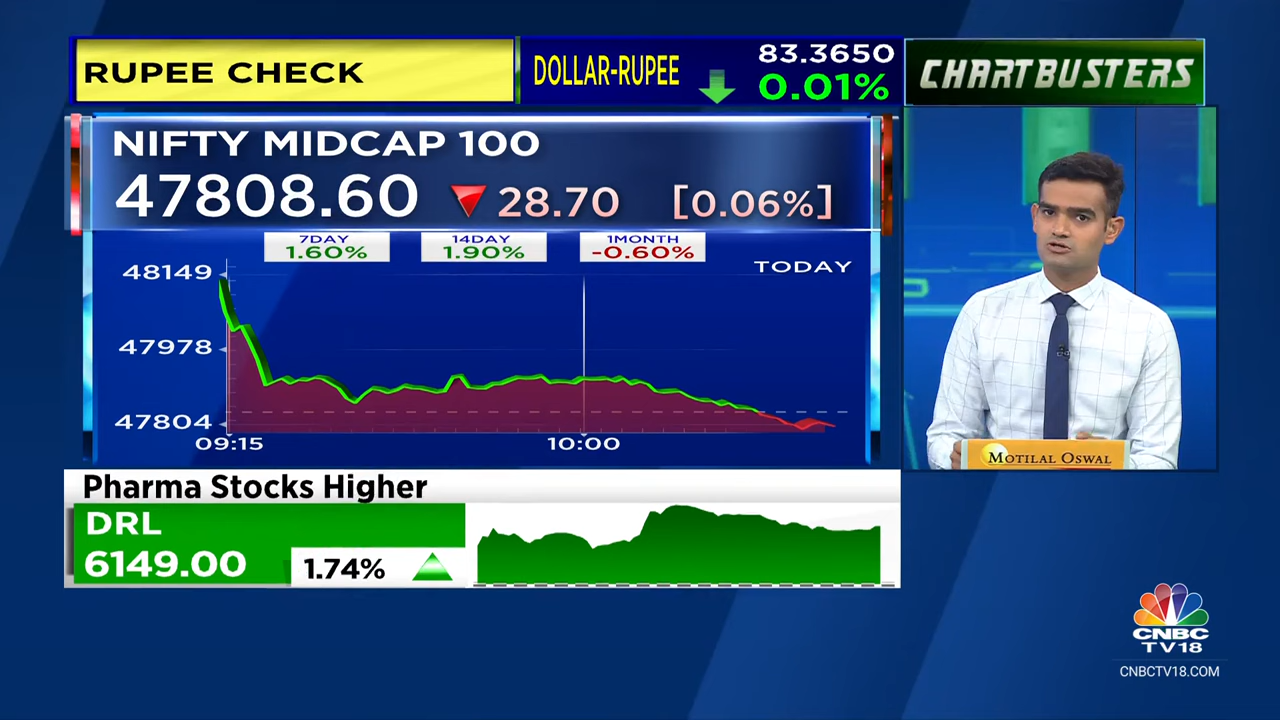 RUPEE CHECK
DOLLAR-RUPEE
83.3650
0.01%
CHARTBUSTERS
NIFTY MIDCAP 100
47808.60 28.70 [0.06%]
7DAY
1.60%
14DAY
1.90%
1MONTH
-0.60%
TODAY
48149
47978
47804
09:15
10:00
MOTILAL OSWAL
Pharma Stocks Higher
DRL
6149.00
1.74%
CNBC
TV18
CNBCTV18.COM